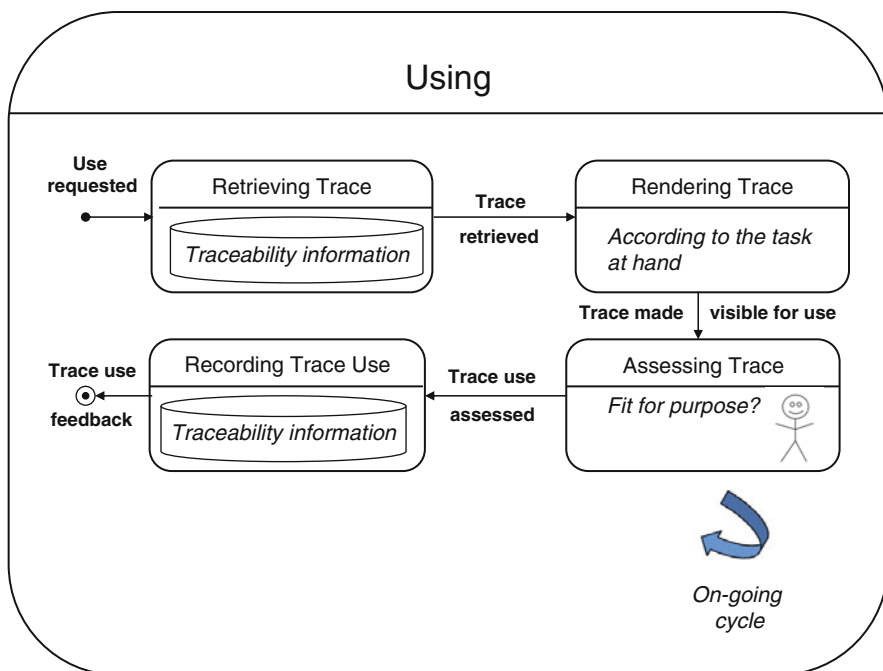 Using
Use
requested
Retrieving Trace
Traceability information
Trace
retrieved
Rendering Trace
According to the task
at hand
Trace made visible for use
Assessing Trace
Fit for purpose?
Trace use
assessed
Recording Trace Use
Traceability information
Trace use
feedback
On-going
cycle